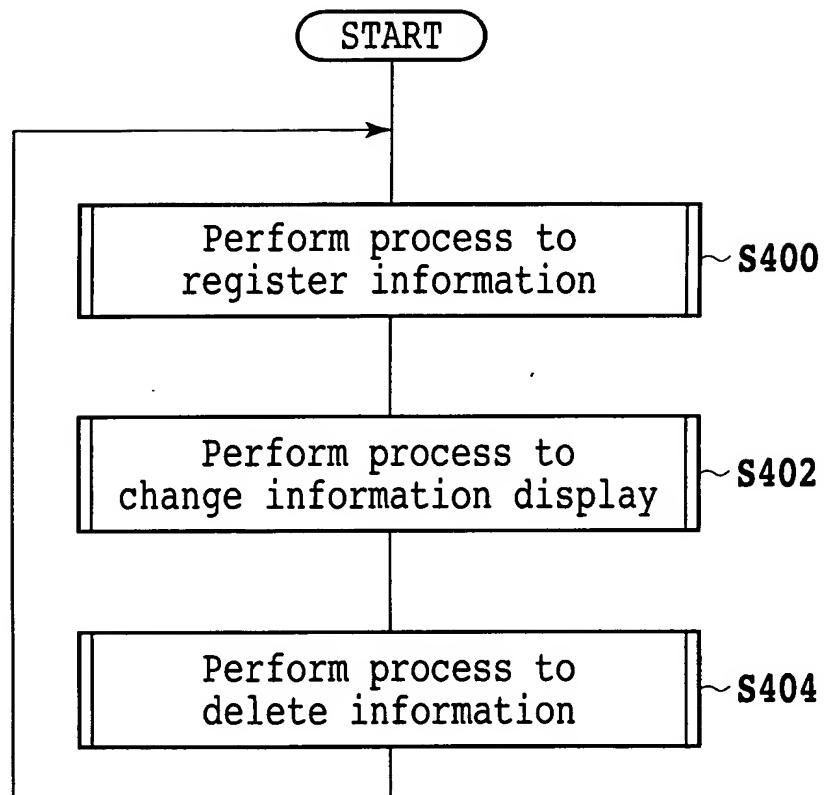 START
Perform process to
register information
S400
Perform process to
change information display
S402
Perform process to
delete information
S404